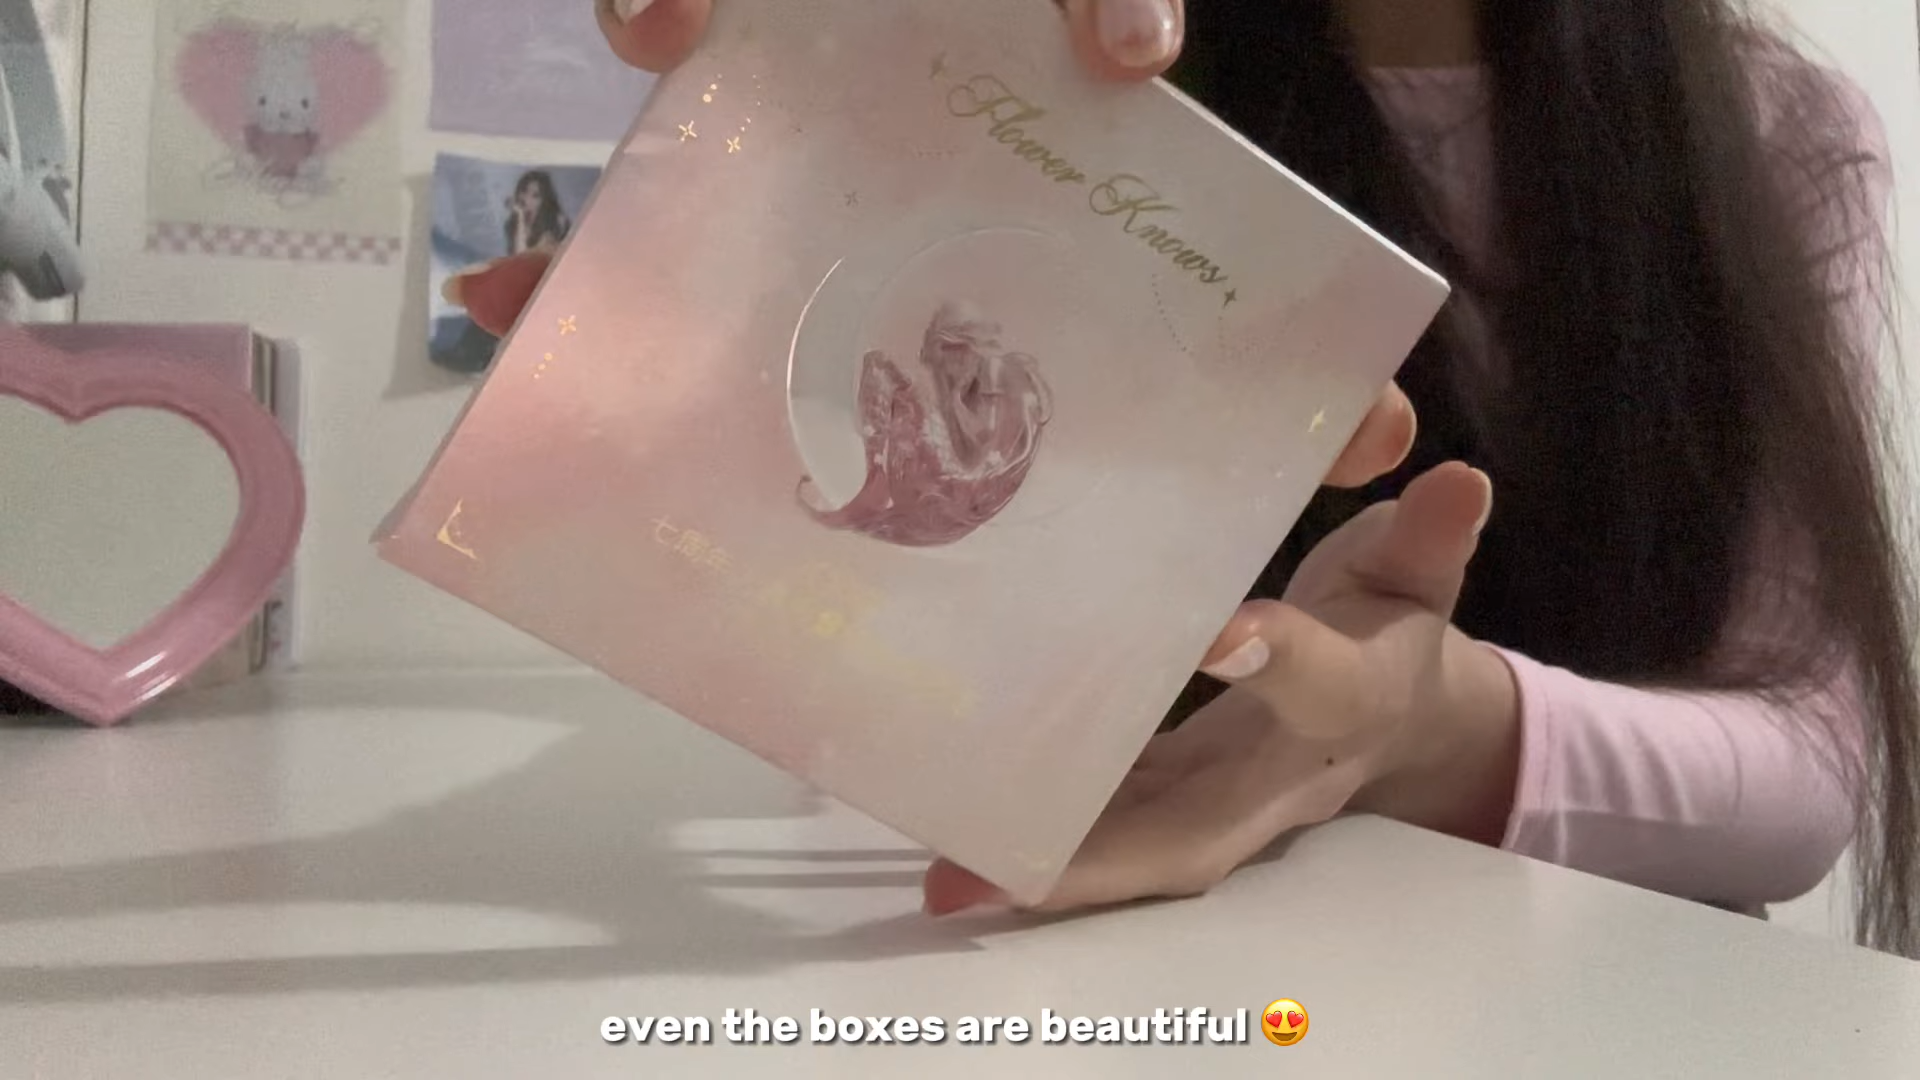 Flower Knows
七周年
even the boxes are beautiful 😍